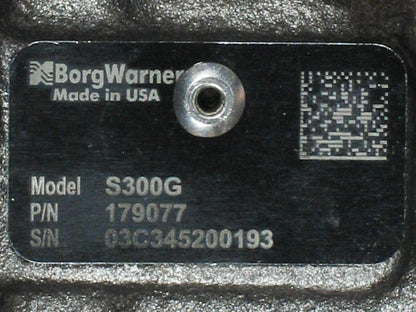 BorgWarner
Made in USA
Model S300G
P/N 179077
S/N 03C345200193